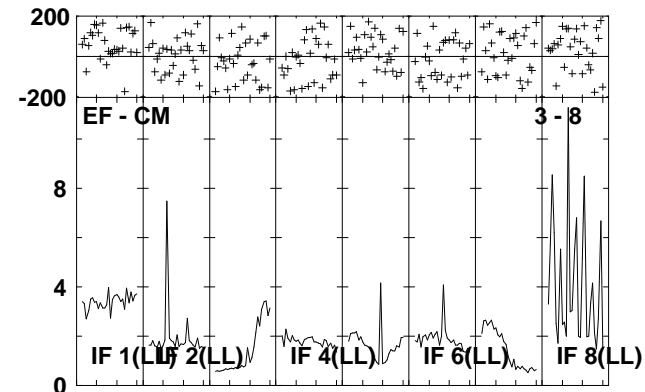 200
-200
EF - CM 3 - 8
8
4
IF 1(LL) IF 2(LL) IF 4(LL) IF 6(LL) IF 8(LL)
0